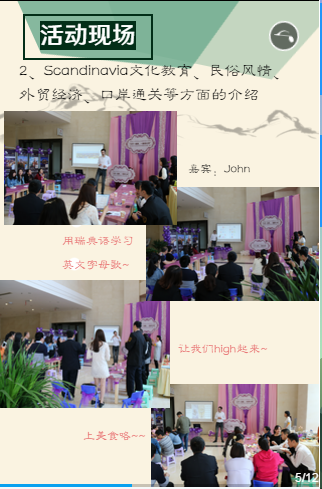 活动现场
2、Scandinavia文化教育、民俗风情、
外贸经济、口岸通关等方面的介绍
嘉宾：John
用瑞典语学习
英文字母歌~
让我们high起来~
上美食咯~~
5/12